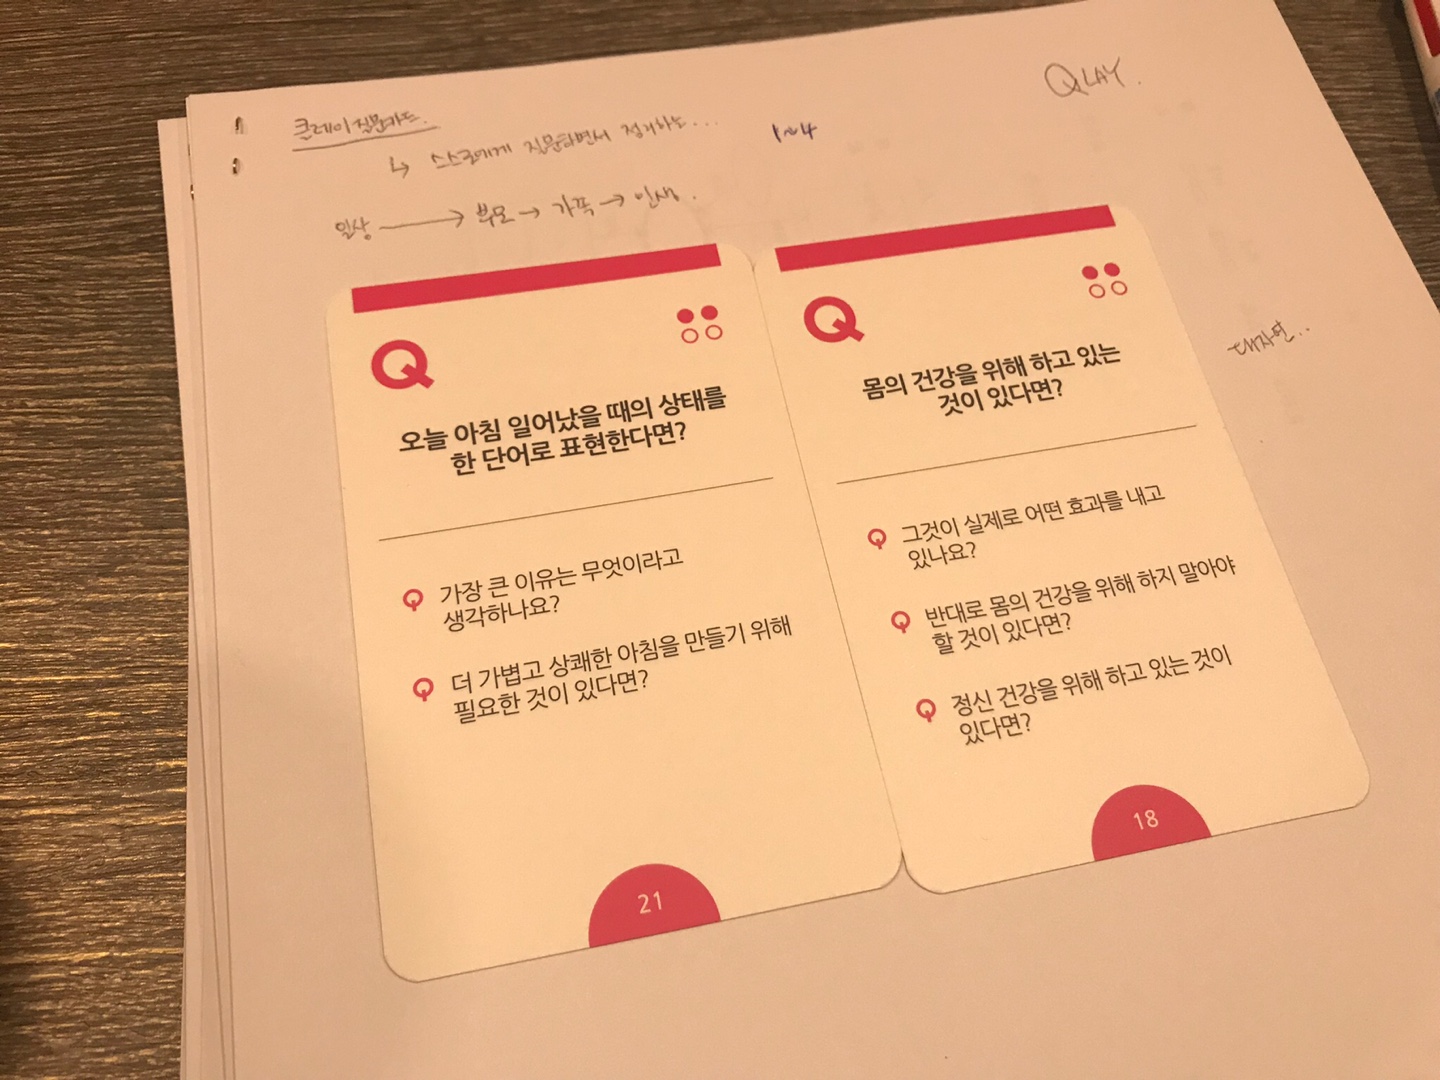 QLAY.
클레이 질문카드.
↳ 스스로에게 질문하면서 정리하는...
1~4
일상 → 부모 → 가족 → 인생.
Q
오늘 아침 일어났을 때의 상태를
한 단어로 표현한다면?
Q 가장 큰 이유는 무엇이라고
생각하나요?
Q 더 가볍고 상쾌한 아침을 만들기 위해
필요한 것이 있다면?
21
Q
몸의 건강을 위해 하고 있는
것이 있다면?
Q 그것이 실제로 어떤 효과를 내고
있나요?
Q 반대로 몸의 건강을 위해 하지 말아야
할 것이 있다면?
Q 정신 건강을 위해 하고 있는 것이
있다면?
18
대자연..